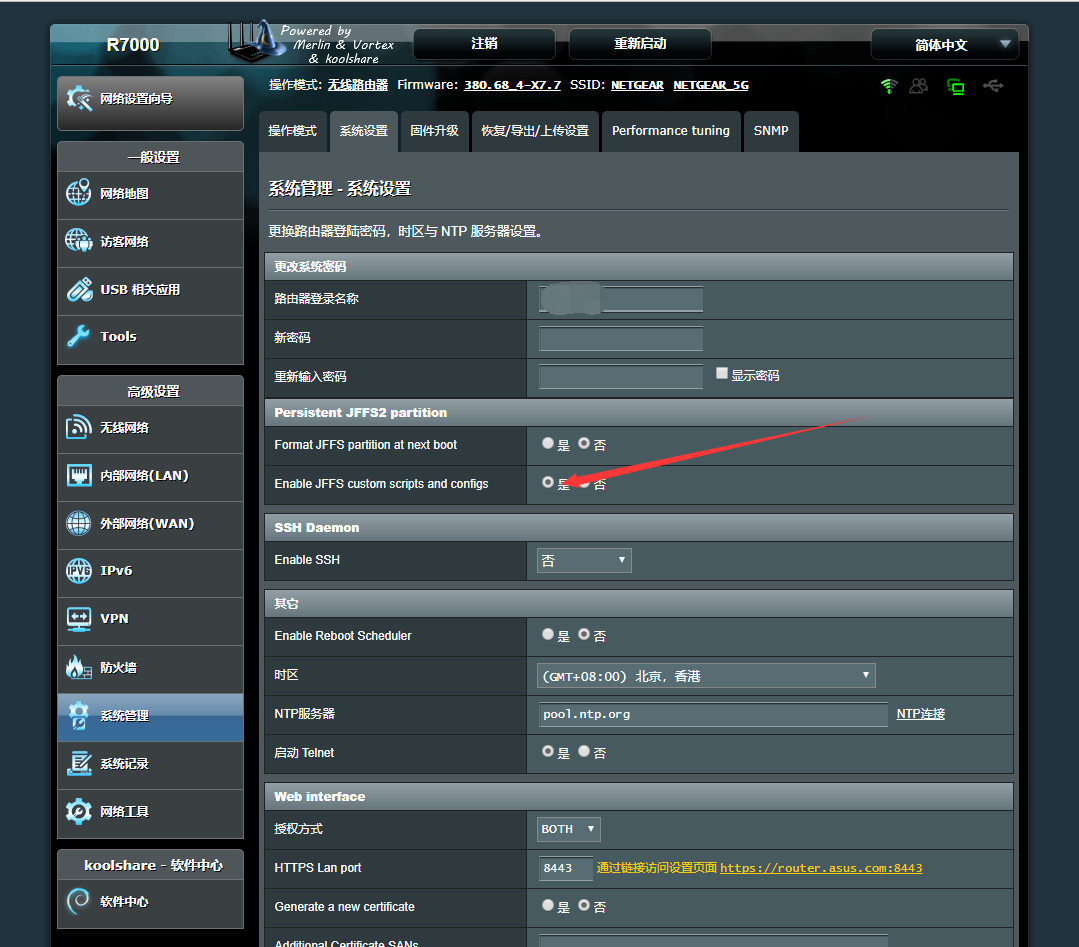 R7000
Powered by
Merlin & Vortex
& koolshare
注销
重新启动
简体中文
操作模式: 无线路由器 Firmware: 380.68_4-X7.7 SSID: NETGEAR NETGEAR_5G
网络设置向导
一般设置
网络地图
访客网络
USB 相关应用
Tools
高级设置
无线网络
内部网络(LAN)
外部网络(WAN)
IPv6
VPN
防火墙
系统管理
系统记录
网络工具
koolshare - 软件中心
软件中心
操作模式 系统设置 固件升级 恢复/导出/上传设置 Performance tuning SNMP
系统管理 - 系统设置
更换路由器登陆密码，时区与 NTP 服务器设置。
更改系统密码
路由器登录名称
新密码
重新输入密码 显示密码
Persistent JFFS2 partition
Format JFFS partition at next boot 是 否
Enable JFFS custom scripts and configs 是 否
SSH Daemon
Enable SSH 否
其它
Enable Reboot Scheduler 是 否
时区 (GMT+08:00) 北京，香港
NTP服务器 pool.ntp.org NTP连接
启动 Telnet 是 否
Web interface
授权方式 BOTH
HTTPS Lan port 8443 通过链接访问设置页面 https://router.asus.com:8443
Generate a new certificate 是 否
Additional Certificate SANs